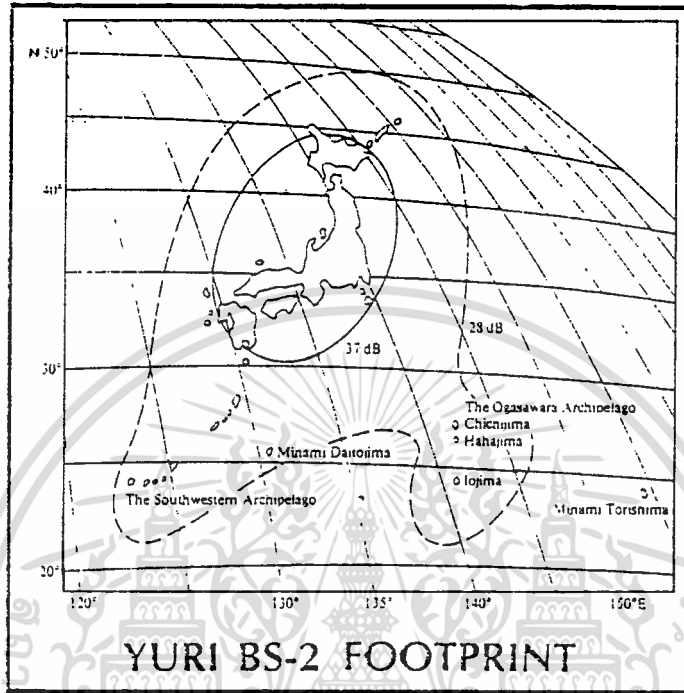 N 50°
40°
37 dB
28 dB
30°
The Ogasawara Archipelago
Chichijima
Hahajima
Minami Daitojima
Iojima
The Southwestern Archipelago
Minami Torishima
20°
120°
130°
135°
140°
150°E
YURI BS-2 FOOTPRINT